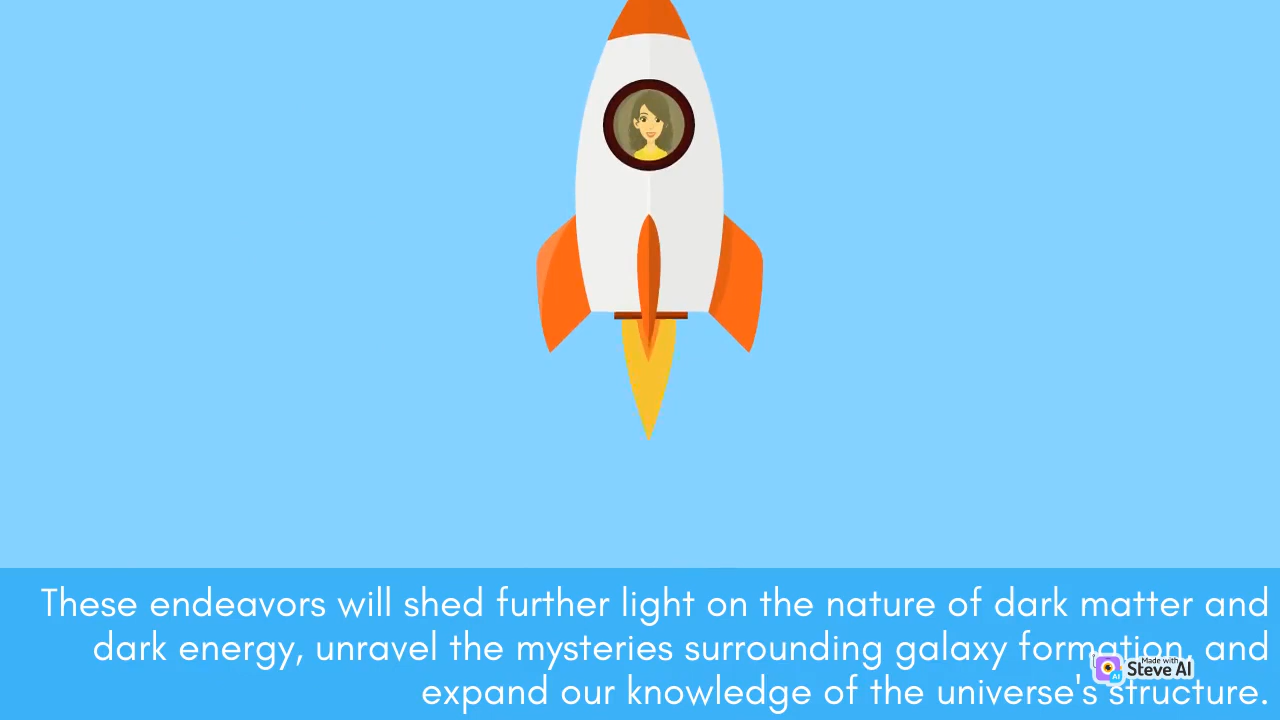 These endeavors will shed further light on the nature of dark matter and
dark energy, unravel the mysteries surrounding galaxy formation, and
expand our knowledge of the universe's structure.
Made with
Steve AI
AI